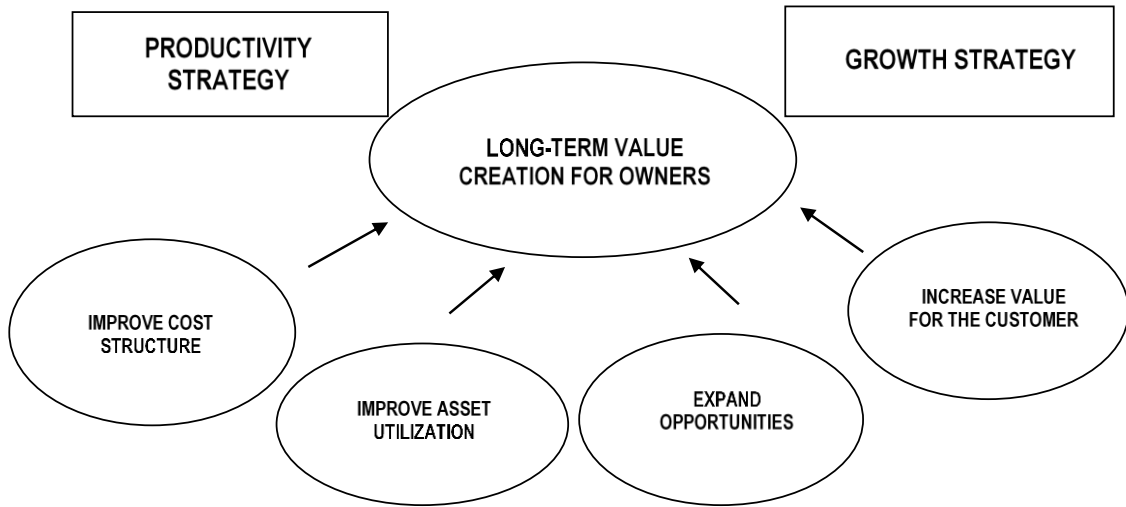 PRODUCTIVITY
STRATEGY
GROWTH STRATEGY
LONG-TERM VALUE
CREATION FOR OWNERS
IMPROVE COST
STRUCTURE
IMPROVE ASSET
UTILIZATION
EXPAND
OPPORTUNITIES
INCREASE VALUE
FOR THE CUSTOMER